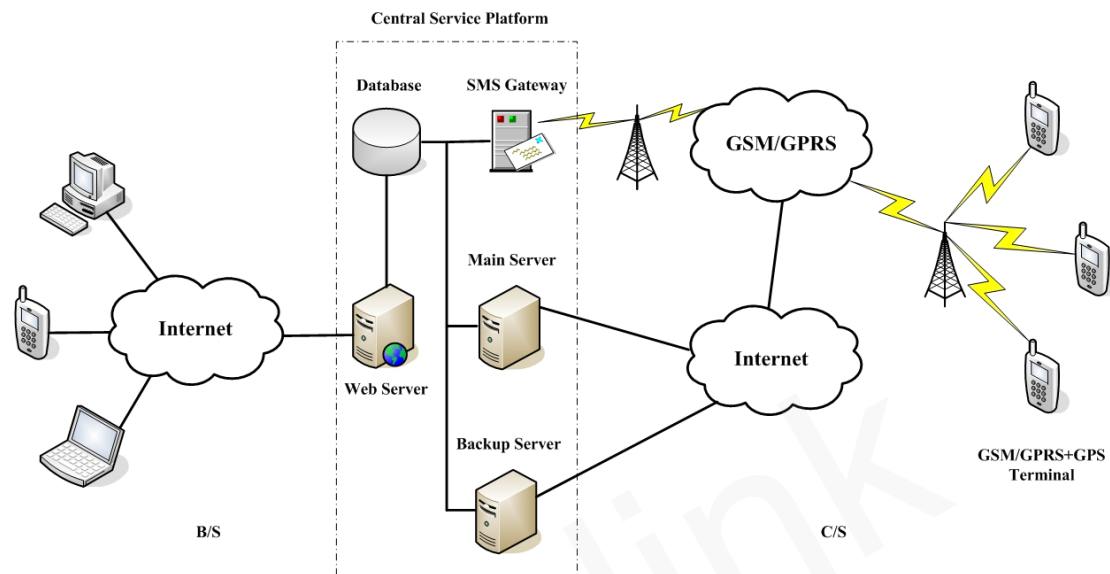 Central Service Platform
Database
SMS Gateway
GSM/GPRS
Main Server
Internet
Internet
Web Server
Backup Server
GSM/GPRS+GPS
Terminal
B/S
C/S
link